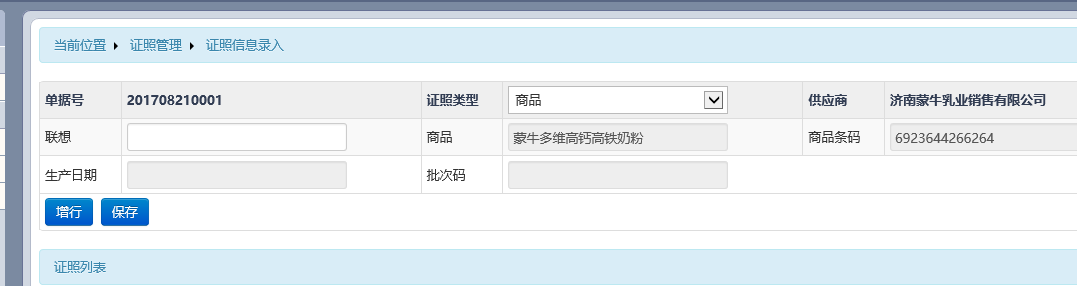 当前位置 证照管理 证照信息录入
单据号 201708210001 证照类型 商品 供应商 济南蒙牛乳业销售有限公司
联想 商品 蒙牛多维高钙高铁奶粉 商品条码 6923644266264
生产日期 批次码
增行 保存
证照列表